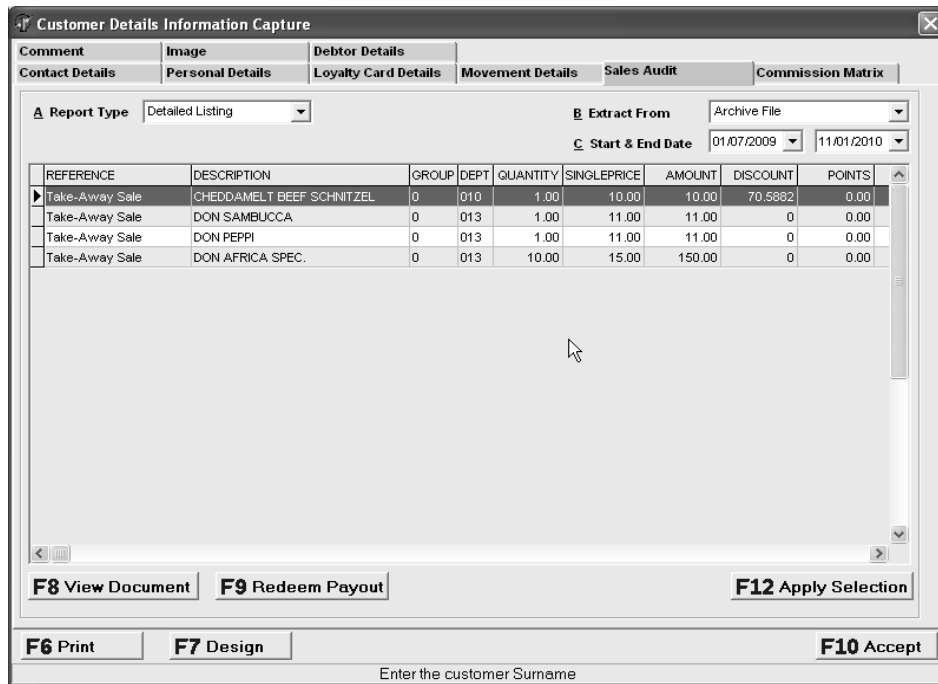 Customer Details Information Capture
Comment Image Debtor Details
Contact Details Personal Details Loyalty Card Details Movement Details Sales Audit Commission Matrix
A Report Type Detailed Listing B Extract From Archive File
C Start & End Date 01/07/2009 11/01/2010
REFERENCE DESCRIPTION GROUP DEPT QUANTITY SINGLEPRICE AMOUNT DISCOUNT POINTS
Take-Away Sale CHEDDAMELT BEEF SCHNITZEL 0 010 1.00 10.00 10.00 70.5882 0.00
Take-Away Sale DON SAMBUCCA 0 013 1.00 11.00 11.00 0 0.00
Take-Away Sale DON PEPPI 0 013 1.00 11.00 11.00 0 0.00
Take-Away Sale DON AFRICA SPEC. 0 013 10.00 15.00 150.00 0 0.00
F8 View Document F9 Redeem Payout F12 Apply Selection
F6 Print F7 Design F10 Accept
Enter the customer Surname